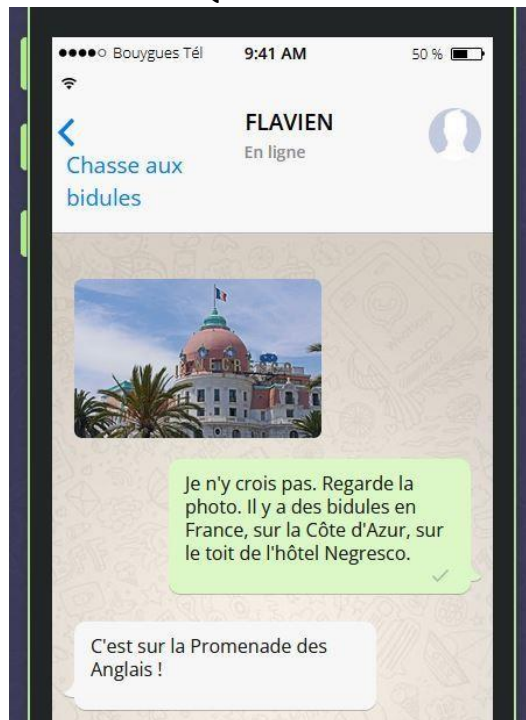 Bouygues Tél 9:41 AM 50 %
FLAVIEN
En ligne
Chasse aux
bidules
NEGRESCO
Je n'y crois pas. Regarde la
photo. Il y a des bidules en
France, sur la Côte d'Azur, sur
le toit de l'hôtel Negresco.
C'est sur la Promenade des
Anglais !